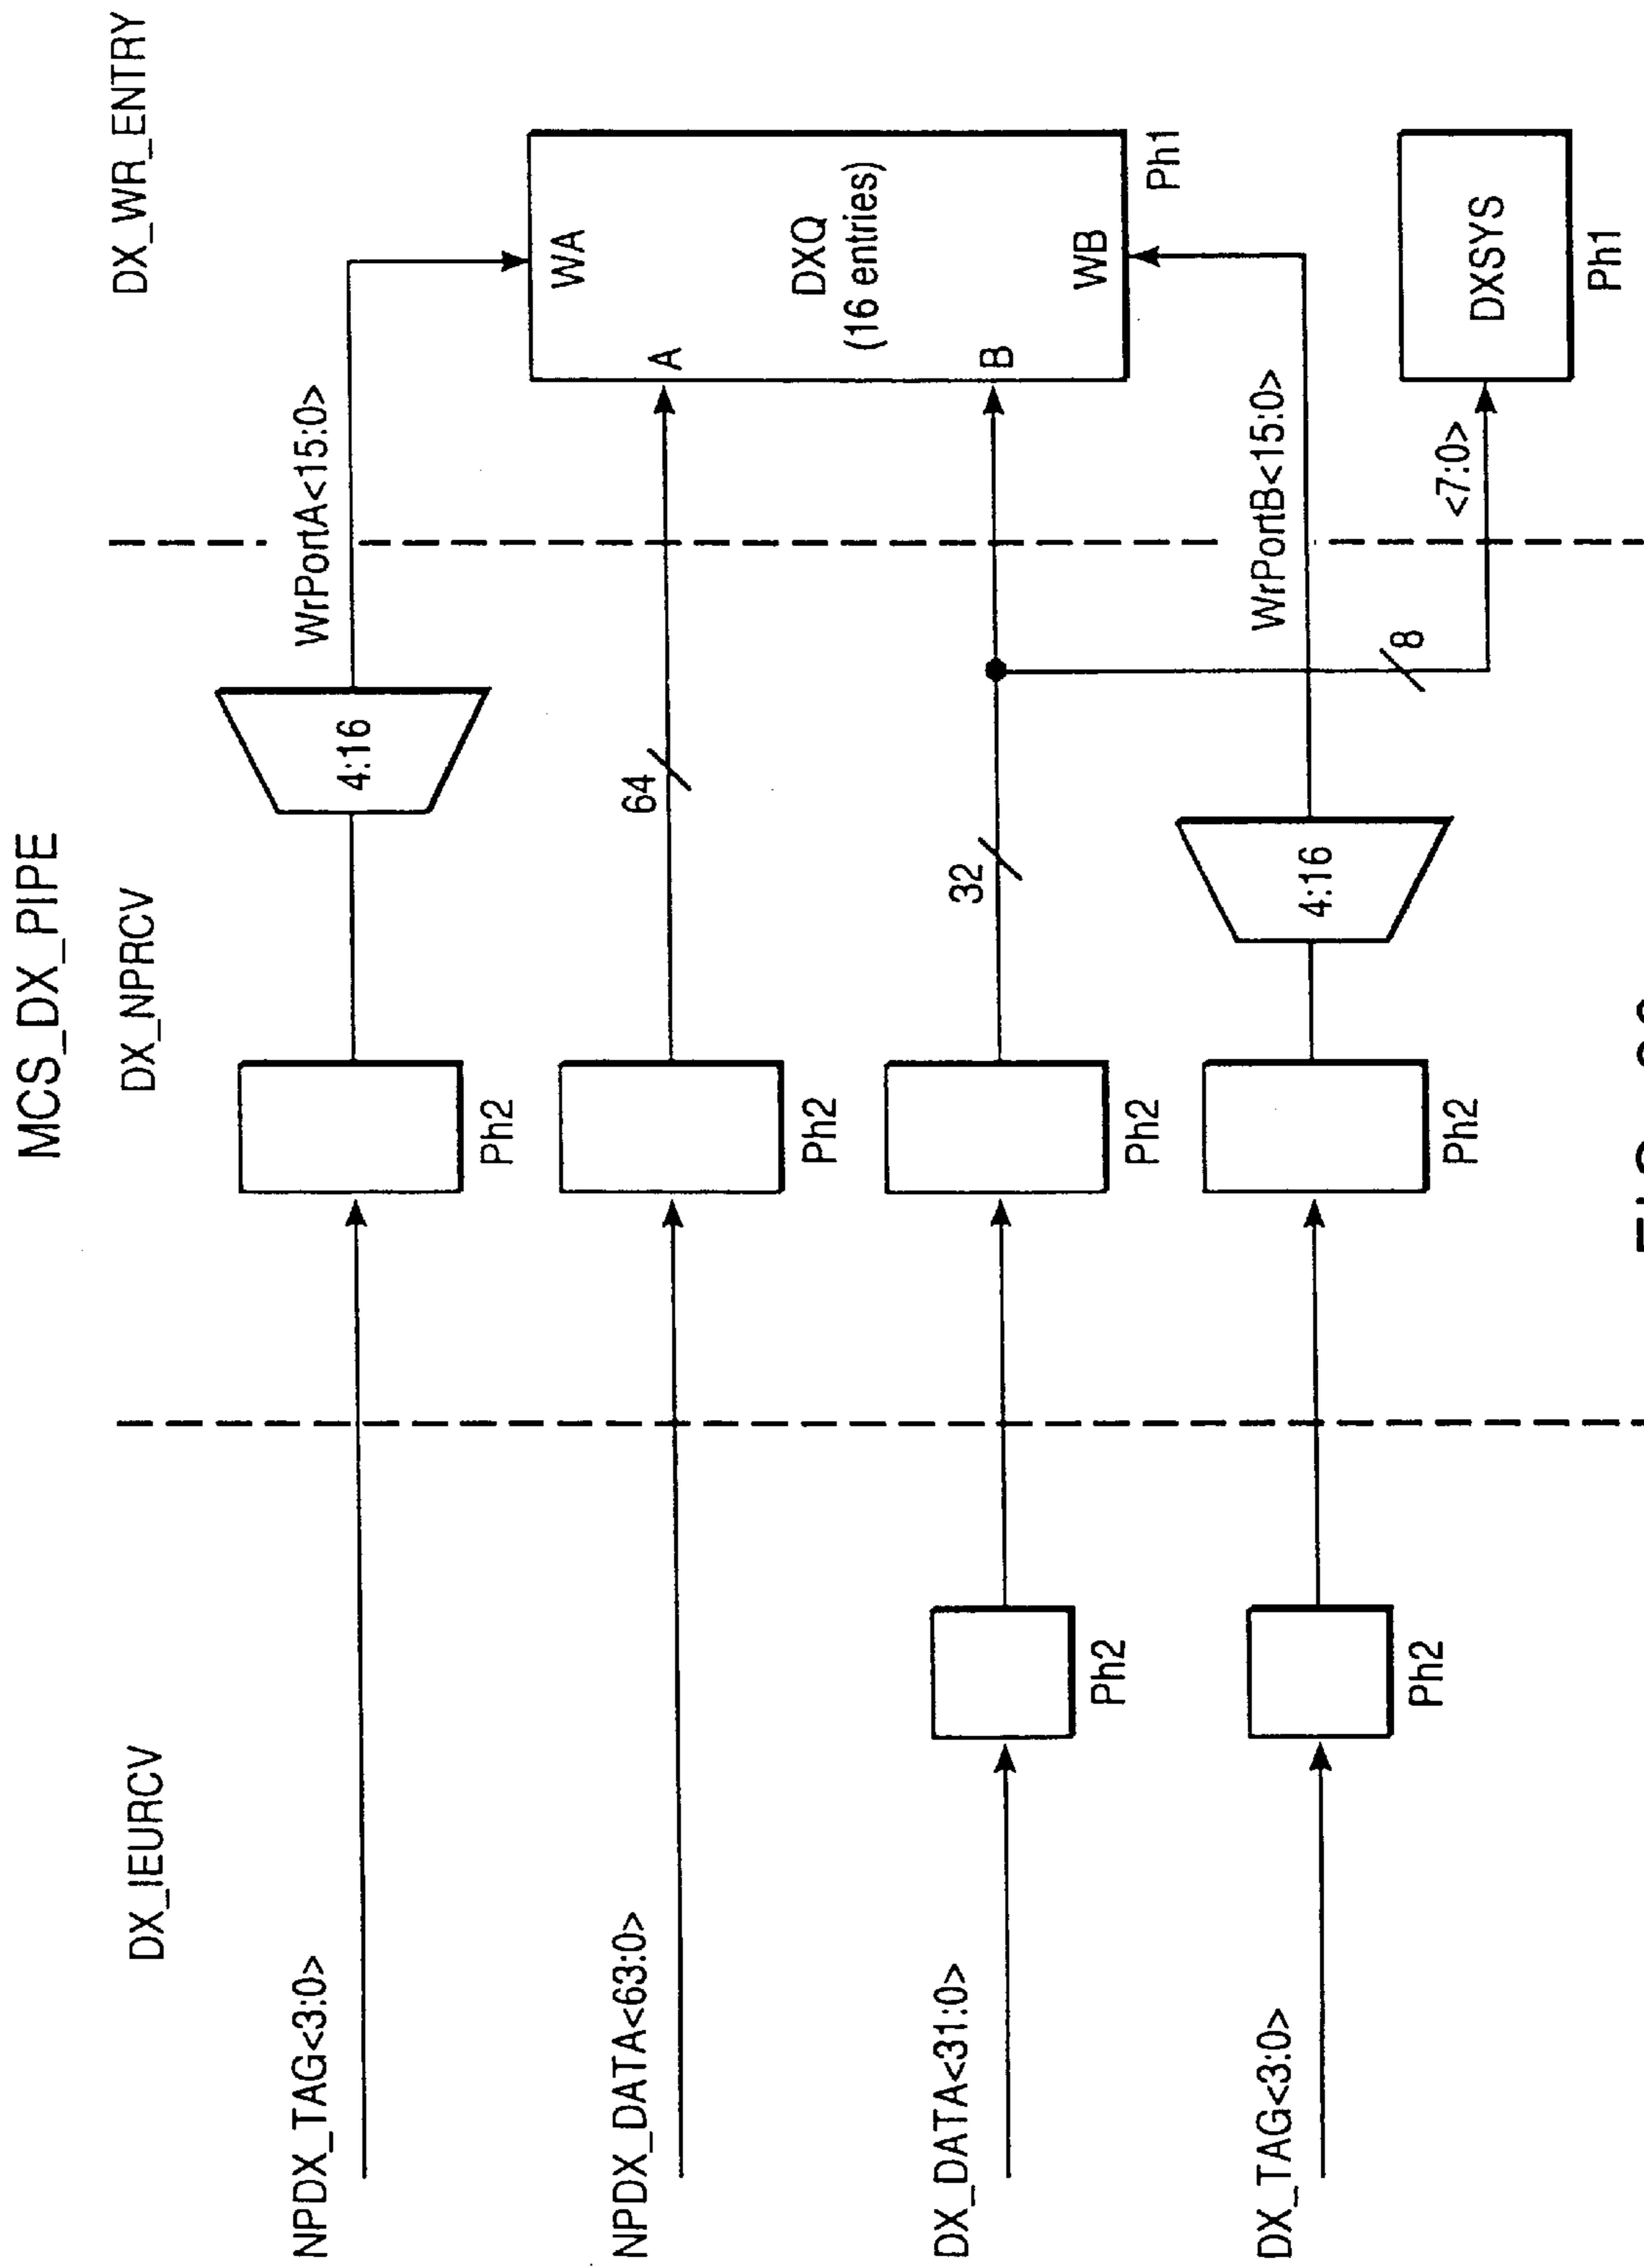 MCS_DX_PIPE
DX_IEURCV
DX_NPRCV
DX_WR_ENTRY
NPDX_TAG<3:0>
Ph2
4:16
WrPortA<15:0>
WA
NPDX_DATA<63:0>
Ph2
64
A
DXQ
(16 entries)
DX_DATA<31:0>
Ph2
Ph2
32
B
WB
Ph1
DX_TAG<3:0>
Ph2
Ph2
4:16
WrPortB<15:0>
8
<7:0>
DXSYS
Ph1